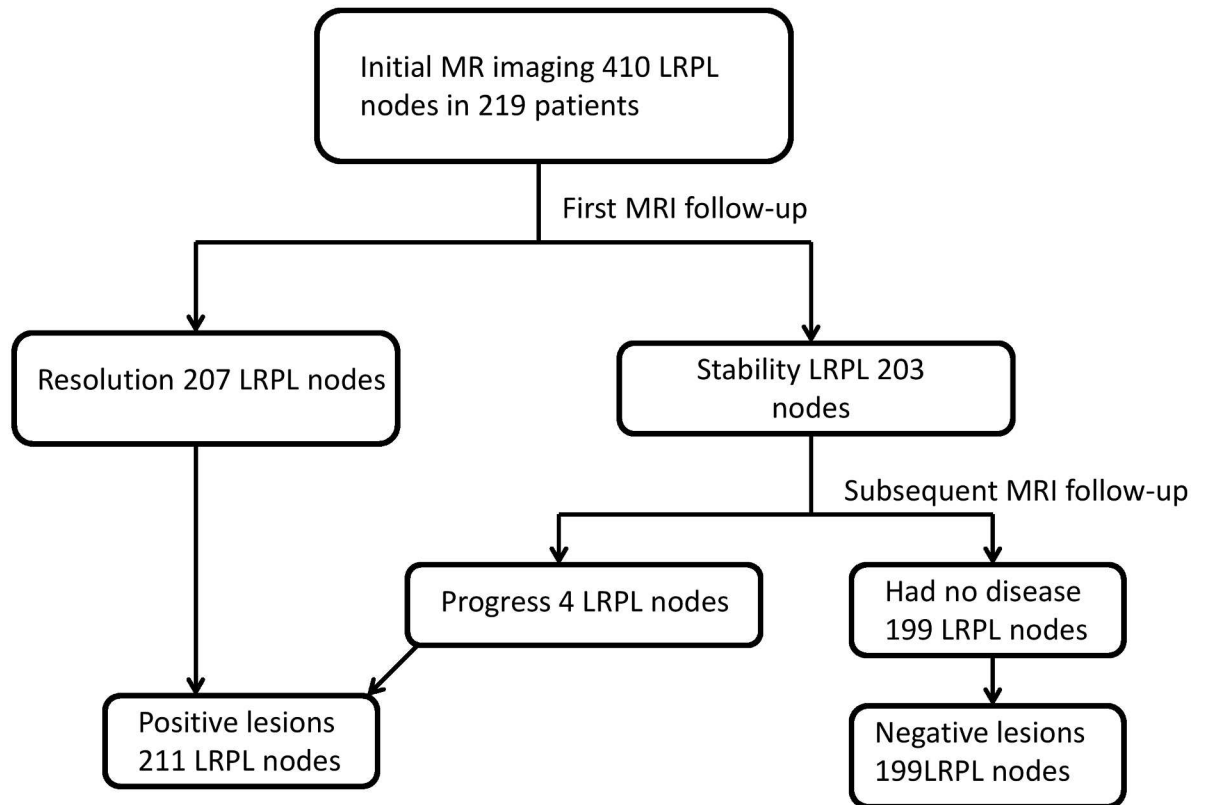 Initial MR imaging 410 LRPL
nodes in 219 patients
First MRI follow-up
Resolution 207 LRPL nodes
Stability LRPL 203
nodes
Subsequent MRI follow-up
Progress 4 LRPL nodes
Had no disease
199 LRPL nodes
Positive lesions
211 LRPL nodes
Negative lesions
199LRPL nodes